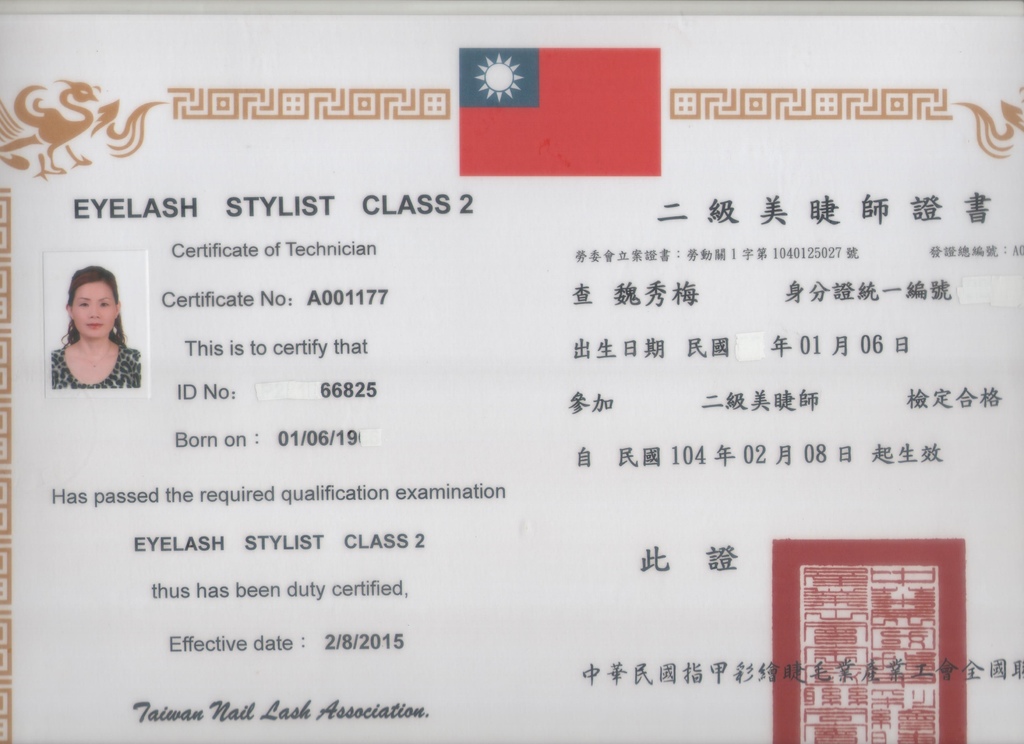 EYELASH STYLIST CLASS 2
Certificate of Technician
Certificate No: A001177
This is to certify that
ID No: 66825
Born on : 01/06/19
Has passed the required qualification examination
EYELASH STYLIST CLASS 2
thus has been duty certified,
Effective date : 2/8/2015
Taiwan Nail Lash Association.
二級美睫師證書
勞委會立案證書：勞動關1字第1040125027號
發證總編號：A0
查 魏秀梅 身分證統一編號
出生日期 民國 年01月06日
參加 二級美睫師 檢定合格
自 民國104年02月08日 起生效
此證
中華民國指甲彩繪睫毛業產業工會全國聯